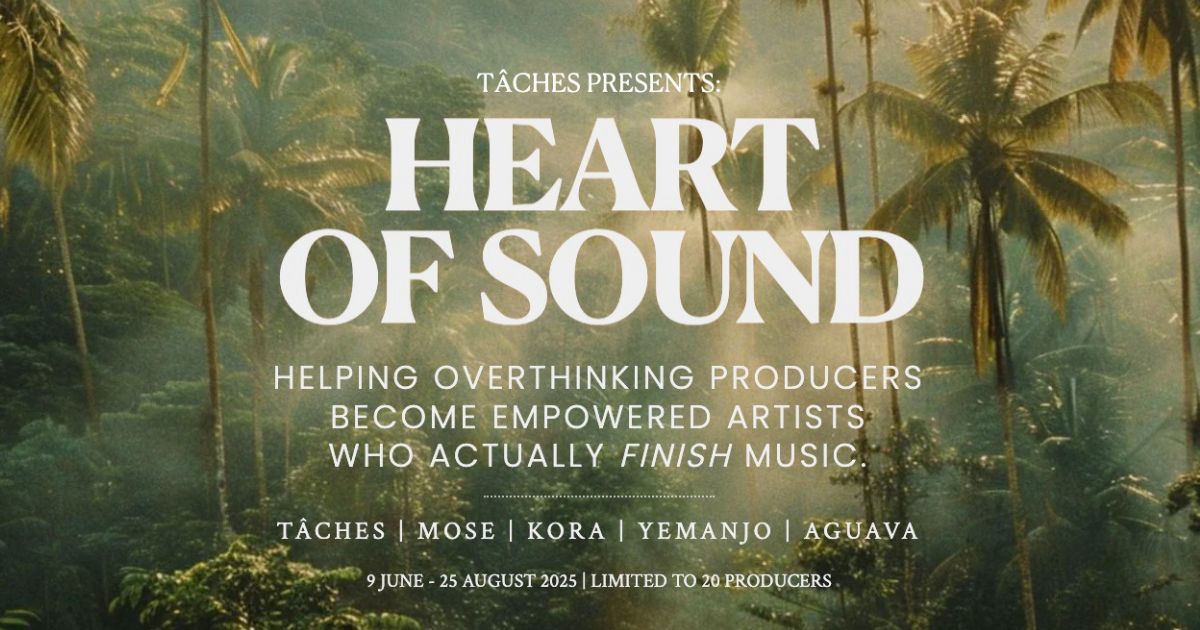 TÂCHES PRESENTS:
HEART
OF SOUND
HELPING OVERTHINKING PRODUCERS
BECOME EMPOWERED ARTISTS
WHO ACTUALLY FINISH MUSIC.
TÂCHES | MOSE | KORA | YEMANJO | AGUAVA
9 JUNE - 25 AUGUST 2025 | LIMITED TO 20 PRODUCERS